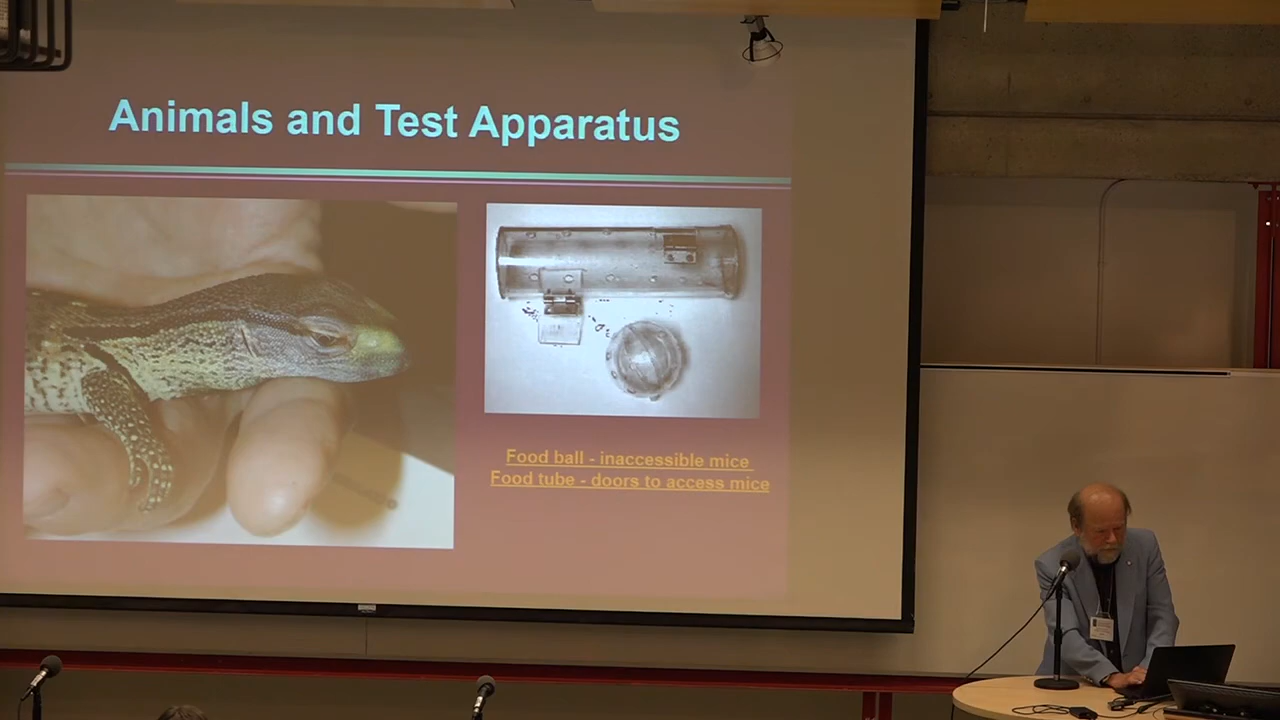 Animals and Test Apparatus
Food ball - inaccessible mice
Food tube - doors to access mice